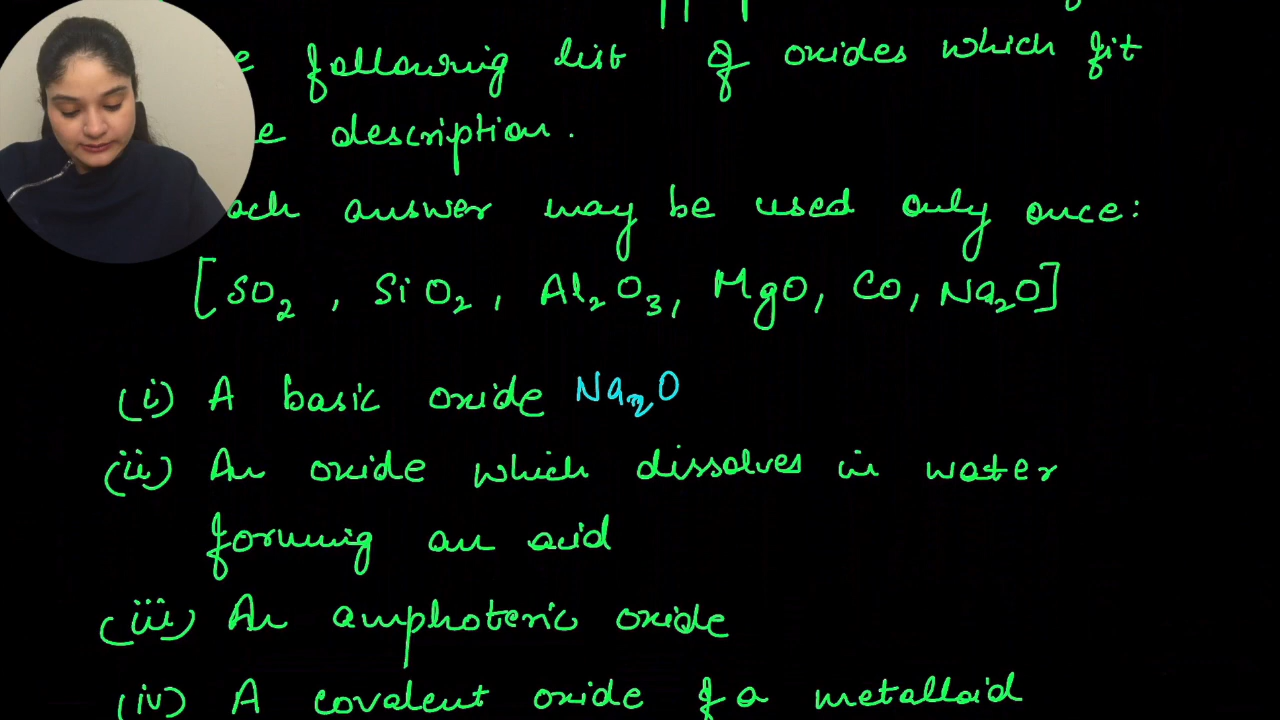 following list of oxides which fit
description.
answer may be used only once:
[SO₂, SiO₂, Al₂O₃, MgO, CO, Na₂O]
(i) A basic oxide Na₂O
(ii) An oxide which dissolves in water
forming an acid
(iii) An amphoteric oxide
(iv) A covalent oxide of a metalloid